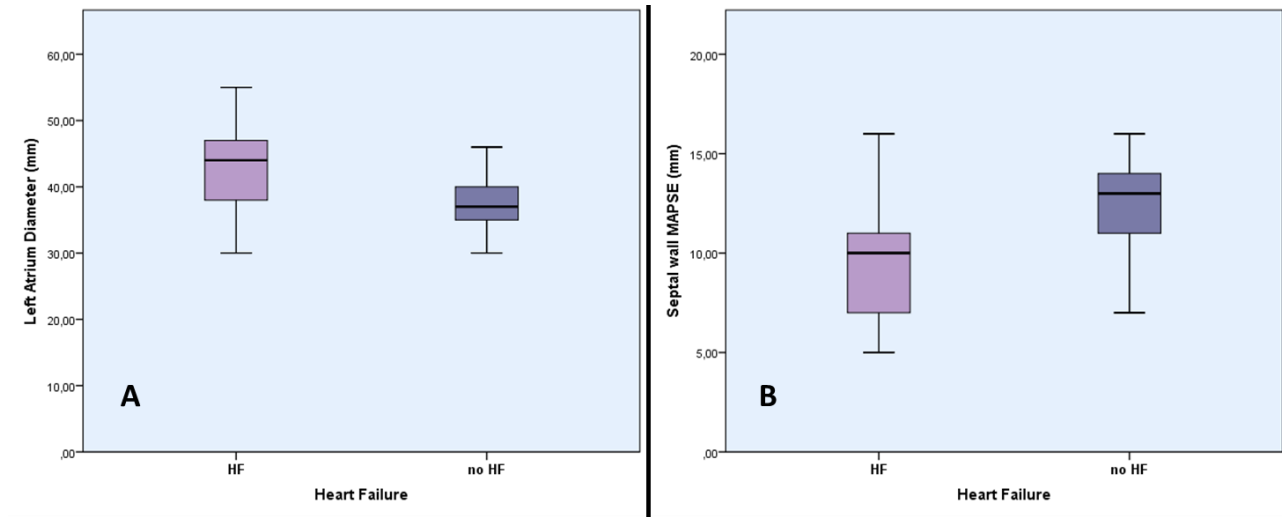 60,00
50,00
40,00
30,00
20,00
10,00
,00
Left Atrium Diameter (mm)
A
HF
no HF
Heart Failure
20,00
15,00
10,00
5,00
,00
Septal wall MAPSE (mm)
B
HF
no HF
Heart Failure